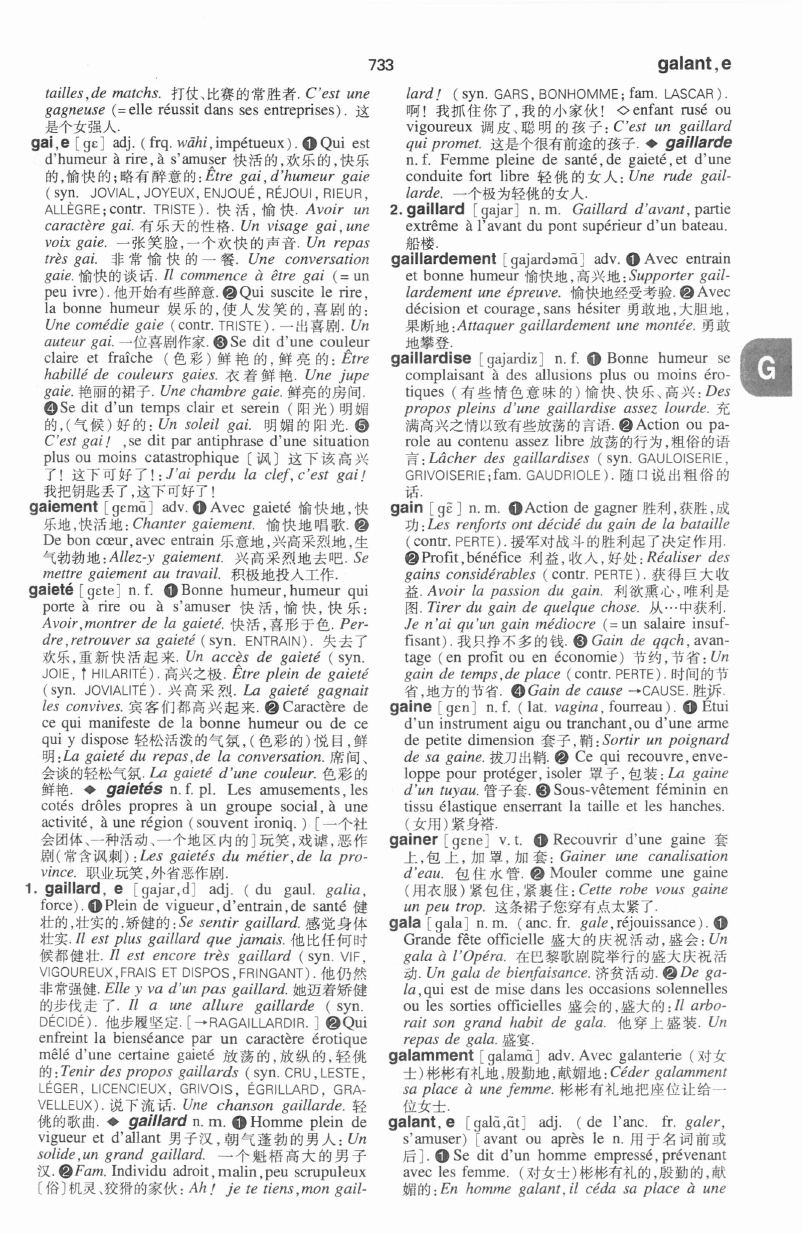 733
galant,e
tailles,de matchs. 打仗、比赛的常胜者. C'est une
gagneuse (=elle réussit dans ses entreprises). 这
是个女强人.
gai,e [gɛ] adj. ( frq. wāhi,impétueux). ❶Qui est
d'humeur à rire,à s'amuser 快活的,欢乐的,快乐
的,愉快的;略有醉意的:Être gai,d'humeur gaie
( syn. JOVIAL, JOYEUX, ENJOUÉ, RÉJOUI, RIEUR,
ALLÈGRE;contr. TRISTE). 快活,愉快. Avoir un
caractère gai. 有乐天的性格. Un visage gai,une
voix gaie. 一张笑脸,一个欢快的声音. Un repas
très gai. 非常愉快的一餐. Une conversation
gaie. 愉快的谈话. Il commence à être gai (=un
peu ivre). 他开始有些醉意. ❷Qui suscite le rire,
la bonne humeur 娱乐的,使人发笑的,喜剧的:
Une comédie gaie (contr. TRISTE). 一出喜剧. Un
auteur gai. 一位喜剧作家. ❸Se dit d'une couleur
claire et fraîche (色彩) 鲜艳的,鲜亮的: Être
habillé de couleurs gaies. 衣着鲜艳. Une jupe
gaie. 艳丽的裙子. Une chambre gaie. 鲜亮的房间.
❹Se dit d'un temps clair et serein (阳光)明媚
的,(气候)好的: Un soleil gai. 明媚的阳光. ❺
C'est gai! ,se dit par antiphrase d'une situation
plus ou moins catastrophique [讽] 这下该高兴
了! 这下可好了!:J'ai perdu la clef,c'est gai!
我把钥匙丢了,这下可好了!
gaiement [gɛmɑ̃] adv. ❶Avec gaieté 愉快地,快
乐地,快活地: Chanter gaiement. 愉快地唱歌. ❷
De bon cœur,avec entrain 乐意地,兴高采烈地,生
气勃勃地:Allez-y gaiement. 兴高采烈地去吧. Se
mettre gaiement au travail. 积极地投入工作.
gaieté [gɛte] n. f. ❶Bonne humeur,humeur qui
porte à rire ou à s'amuser 快活,愉快,快乐:
Avoir,montrer de la gaieté. 快活,喜形于色. Per-
dre,retrouver sa gaieté (syn. ENTRAIN). 失去了
欢乐,重新快活起来. Un accès de gaieté (syn.
JOIE, ↑HILARITÉ). 高兴之极. Être plein de gaieté
(syn. JOVIALITÉ). 兴高采烈. La gaieté gagnait
les convives. 宾客们都高兴起来. ❷Caractère de
ce qui manifeste de la bonne humeur ou de ce
qui y dispose 轻松活泼的气氛,(色彩的)悦目,鲜
明:La gaieté du repas,de la conversation. 席间、
会谈的轻松气氛. La gaieté d'une couleur. 色彩的
鲜艳. ◆ gaietés n. f. pl. Les amusements,les
cotés drôles propres à un groupe social,à une
activité, à une région (souvent ironiq. ) [一个社
会团体、一种活动、一个地区内的]玩笑,戏谑,恶作
剧(常含讽刺):Les gaietés du métier,de la pro-
vince. 职业玩笑,外省恶作剧.
1. gaillard, e [gajar,d] adj. ( du gaul. galia,
force). ❶Plein de vigueur,d'entrain,de santé 健
壮的,壮实的,矫健的:Se sentir gaillard. 感觉身体
壮实. Il est plus gaillard que jamais. 他比任何时
候都健壮. Il est encore très gaillard (syn. VIF,
VIGOUREUX,FRAIS ET DISPOS,FRINGANT). 他仍然
非常强健. Elle y va d'un pas gaillard. 她迈着矫健
的步伐走了. Il a une allure gaillarde (syn.
DÉCIDÉ). 他步履坚定. [→RAGAILLARDIR. ] ❷Qui
enfreint la bienséance par un caractère érotique
mêlé d'une certaine gaieté 放荡的,放纵的,轻佻
的:Tenir des propos gaillards (syn. CRU,LESTE,
LÉGER, LICENCIEUX, GRIVOIS, ÉGRILLARD, GRA-
VELLEUX). 说下流话. Une chanson gaillarde. 轻
佻的歌曲. ◆ gaillard n. m. ❶Homme plein de
vigueur et d'allant 男子汉,朝气蓬勃的男人: Un
solide,un grand gaillard. 一个魁梧高大的男子
汉. ❷Fam. Individu adroit,malin,peu scrupuleux
[俗]机灵、狡猾的家伙: Ah! je te tiens,mon gail-
lard! (syn. GARS, BONHOMME; fam. LASCAR).
啊! 我抓住你了,我的小家伙! ◇enfant rusé ou
vigoureux 调皮、聪明的孩子: C'est un gaillard
qui promet. 这是个很有前途的孩子. ◆ gaillarde
n. f. Femme pleine de santé,de gaieté,et d'une
conduite fort libre 轻佻的女人: Une rude gail-
larde. 一个极为轻佻的女人.
2. gaillard [gajar] n. m. Gaillard d'avant,partie
extrême à l'avant du pont supérieur d'un bateau.
船楼.
gaillardement [gajardəmɑ̃] adv. ❶Avec entrain
et bonne humeur 愉快地,高兴地:Supporter gail-
lardement une épreuve. 愉快地经受考验. ❷Avec
décision et courage,sans hésiter 勇敢地,大胆地,
果断地:Attaquer gaillardement une montée. 勇敢
地攀登.
gaillardise [gajardiz] n. f. ❶ Bonne humeur se
complaisant à des allusions plus ou moins éro-
tiques (有些情色意味的)愉快、快乐、高兴: Des
propos pleins d'une gaillardise assez lourde. 充
满高兴之情以致有些放荡的言语. ❷Action ou pa-
role au contenu assez libre 放荡的行为,粗俗的语
言:Lâcher des gaillardises (syn. GAULOISERIE,
GRIVOISERIE;fam. GAUDRIOLE). 随口说出粗俗的
话.
gain [gɛ̃] n. m. ❶Action de gagner 胜利,获胜,成
功:Les renforts ont décidé du gain de la bataille
(contr. PERTE). 援军对战斗的胜利起了决定作用.
❷Profit,bénéfice 利益,收入,好处:Réaliser des
gains considérables (contr. PERTE). 获得巨大收
益. Avoir la passion du gain. 利欲熏心,唯利是
图. Tirer du gain de quelque chose. 从…中获利.
Je n'ai qu'un gain médiocre (=un salaire insuf-
fisant). 我只挣不多的钱. ❸Gain de qqch,avan-
tage (en profit ou en économie) 节约,节省:Un
gain de temps,de place (contr. PERTE). 时间的节
省,地方的节省. ❹Gain de cause →CAUSE. 胜诉.
gaine [gɛn] n. f. ( lat. vagina,fourreau). ❶ Étui
d'un instrument aigu ou tranchant,ou d'une arme
de petite dimension 套子,鞘:Sortir un poignard
de sa gaine. 拔刀出鞘. ❷ Ce qui recouvre,enve-
loppe pour protéger,isoler 罩子,包装:La gaine
d'un tuyau. 管子套. ❸Sous-vêtement féminin en
tissu élastique enserrant la taille et les hanches.
(女用)紧身褡.
gainer [gɛne] v. t. ❶Recouvrir d'une gaine 套
上,包上,加罩,加套: Gainer une canalisation
d'eau. 包住水管. ❷Mouler comme une gaine
(用衣服)紧包住,紧裹住:Cette robe vous gaine
un peu trop. 这条裙子您穿有点太紧了.
gala [gala] n. m. (anc. fr. gale,réjouissance). ❶
Grande fête officielle 盛大的庆祝活动,盛会:Un
gala à l'Opéra. 在巴黎歌剧院举行的盛大庆祝活
动. Un gala de bienfaisance. 济贫活动. ❷De ga-
la,qui est de mise dans les occasions solennelles
ou les sorties officielles 盛会的,盛大的:Il arbo-
rait son grand habit de gala. 他穿上盛装. Un
repas de gala. 盛宴.
galamment [galamɑ̃] adv. Avec galanterie (对女
士)彬彬有礼地,殷勤地,献媚地:Céder galamment
sa place à une femme. 彬彬有礼地把座位让给一
位女士.
galant,e [galɑ̃,ɑ̃t] adj. (de l'anc. fr. galer,
s'amuser) [avant ou après le n. 用于名词前或
后]. ❶Se dit d'un homme empressé,prévenant
avec les femme. (对女士)彬彬有礼的,殷勤的,献
媚的:En homme galant,il céda sa place à une
G